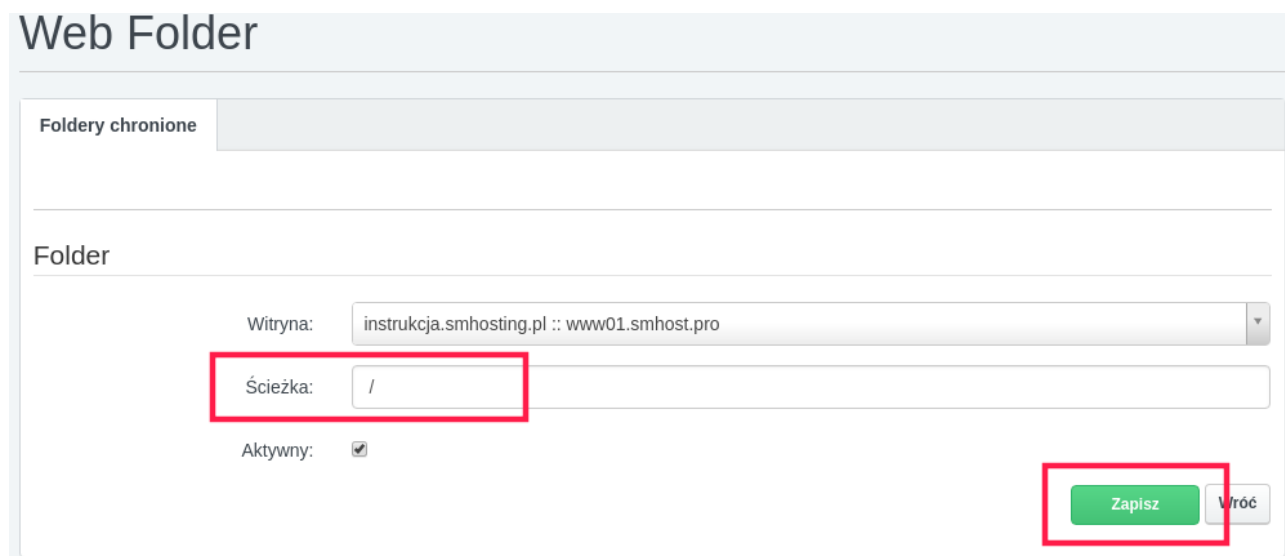 Web Folder
Foldery chronione
Folder
Witryna: instrukcja.smhosting.pl :: www01.smhost.pro
Ścieżka: /
Aktywny:
Zapisz Wróć